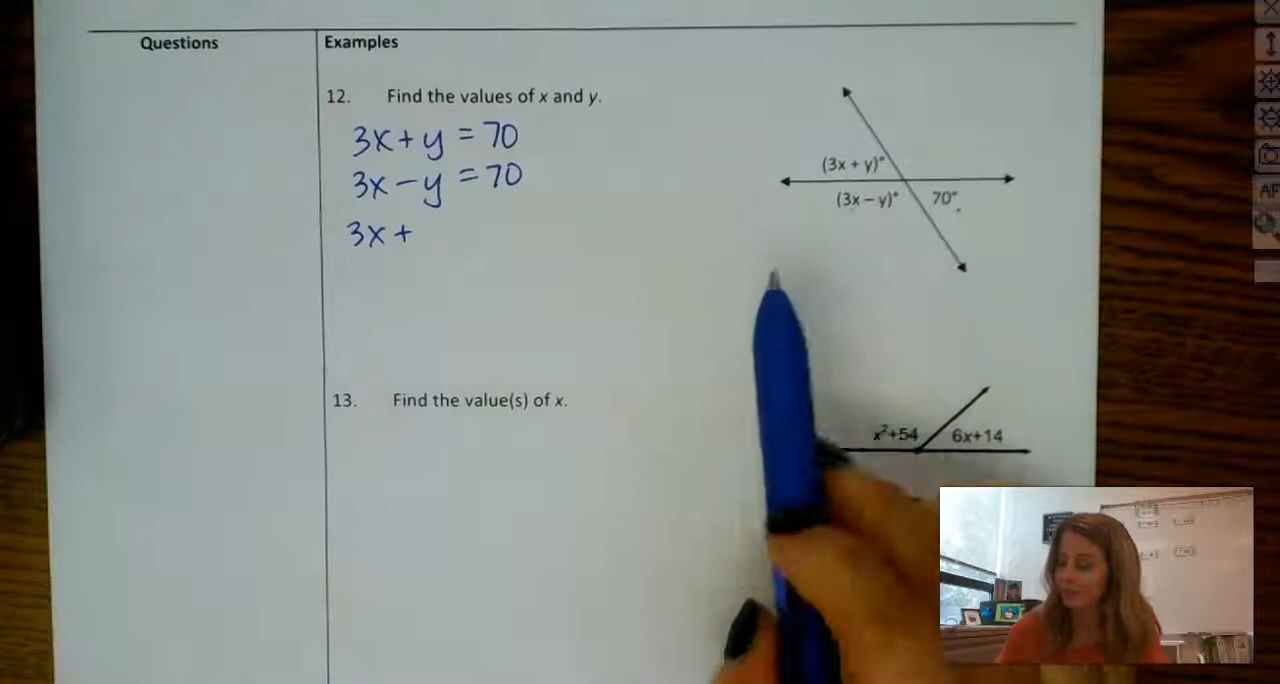 Questions
Examples
12. Find the values of x and y.
3x + y = 70
3x − y = 70
3x +
(3x + y)°
(3x − y)°
70°
13. Find the value(s) of x.
x²+54
6x+14
AF